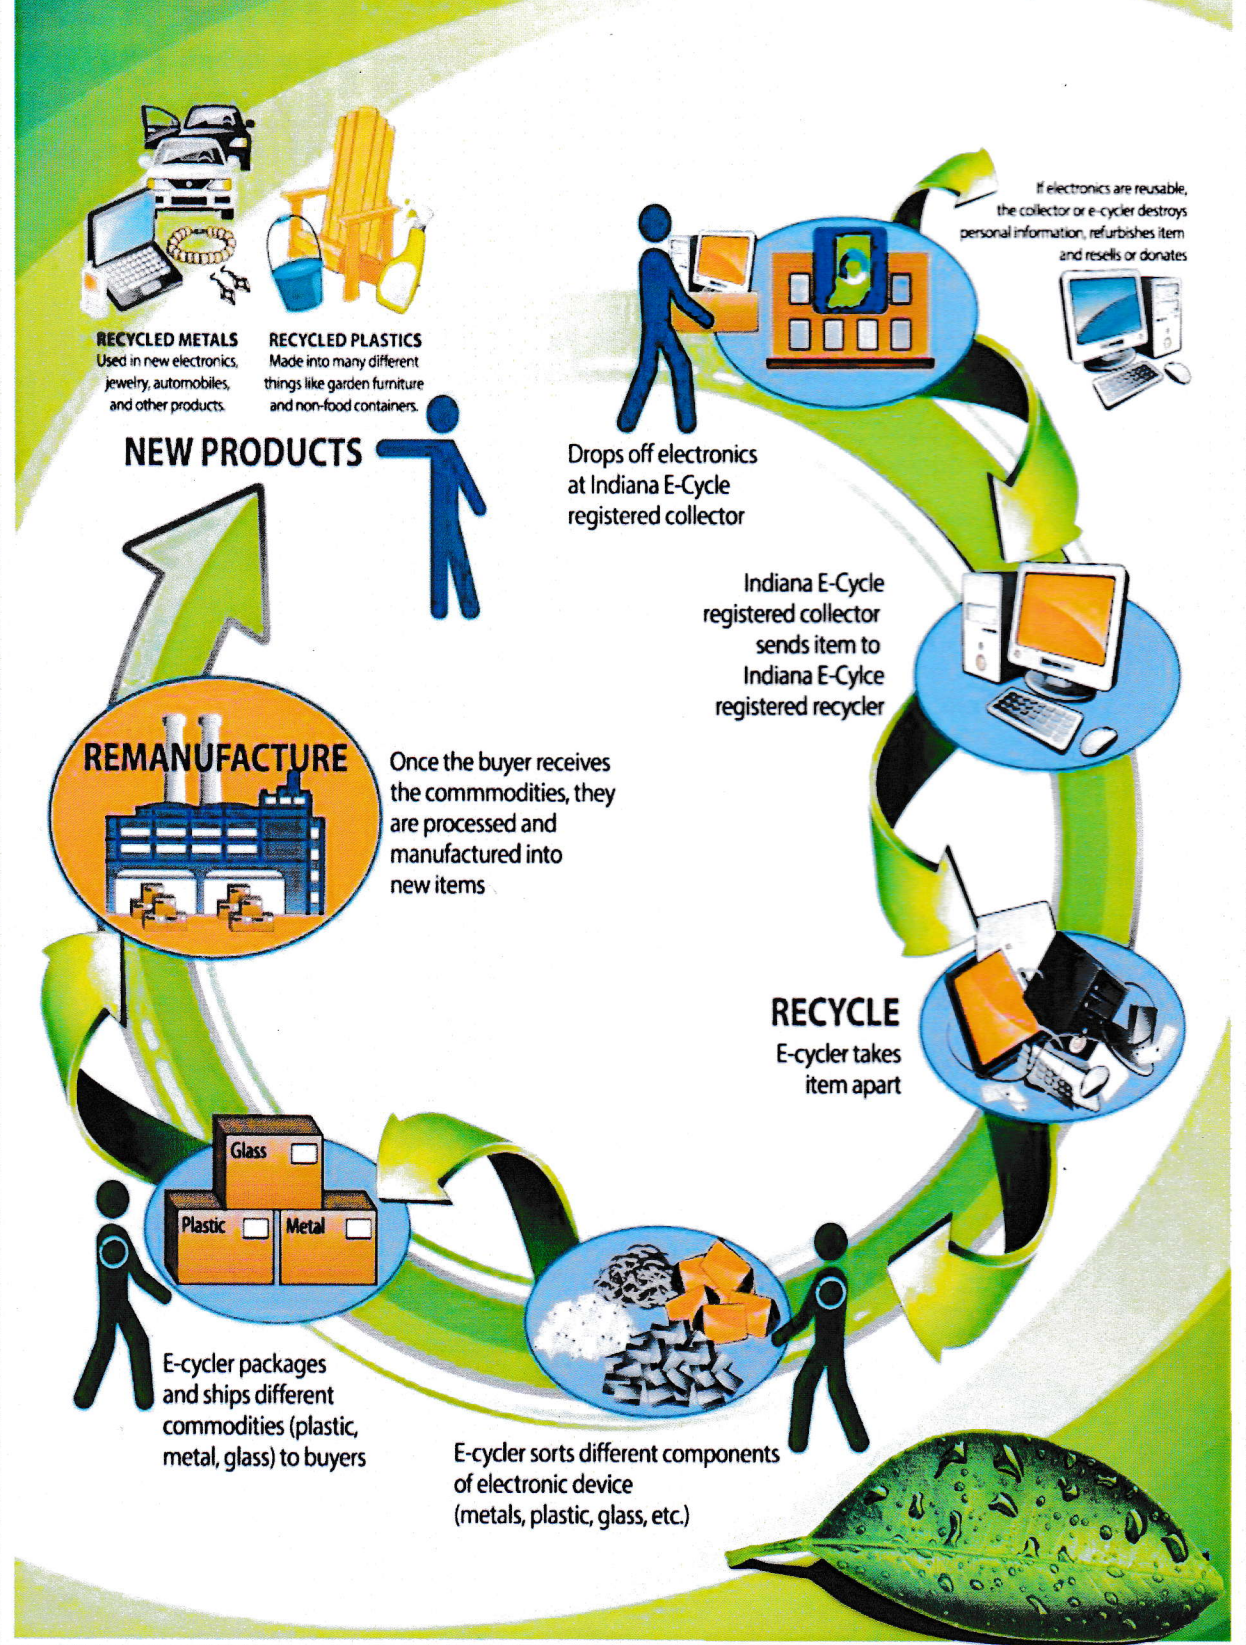 If electronics are reusable,
the collector or e-cycler destroys
personal information, refurbishes item
and resells or donates
Drops off electronics
at Indiana E-Cycle
registered collector
Indiana E-Cycle
registered collector
sends item to
Indiana E-Cylce
registered recycler
RECYCLE
E-cycler takes
item apart
E-cycler sorts different components
of electronic device
(metals, plastic, glass, etc.)
Glass
Plastic
Metal
E-cycler packages
and ships different
commodities (plastic,
metal, glass) to buyers
REMANUFACTURE
Once the buyer receives
the commmodities, they
are processed and
manufactured into
new items
NEW PRODUCTS
RECYCLED METALS
Used in new electronics,
jewelry, automobiles,
and other products.
RECYCLED PLASTICS
Made into many different
things like garden furniture
and non-food containers.